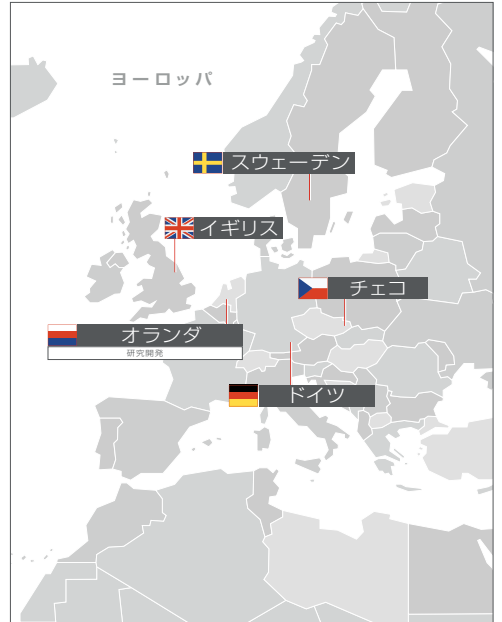 ヨーロッパ
スウェーデン
イギリス
チェコ
オランダ
研究開発
ドイツ